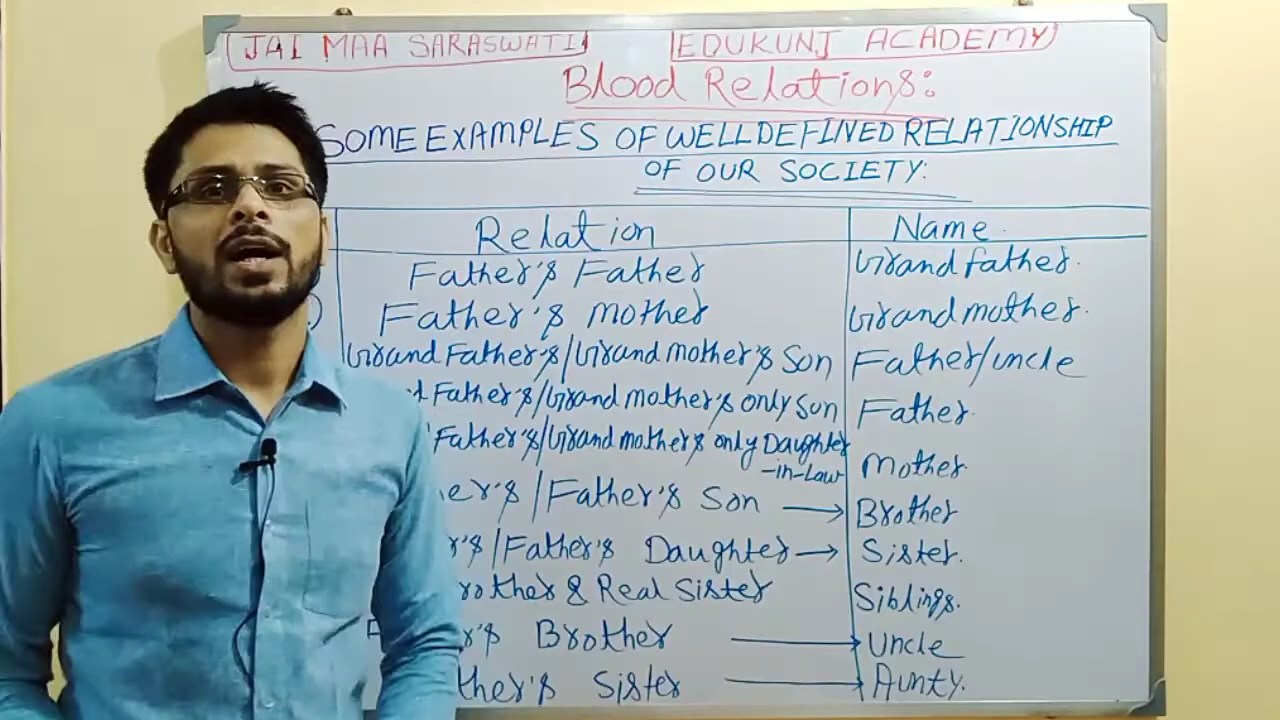 JAI MAA SARASWATI EDUKUNJ ACADEMY
Blood Relations:
SOME EXAMPLES OF WELL DEFINED RELATIONSHIP
OF OUR SOCIETY:
Relation Name.
Father's Father Grand father.
Father's Mother Grand mother.
Grand Father's/Grand mother's Son Father/uncle
Father's/Grand mother's only Son Father.
Father's/Grand mother's only Daughter
-in-Law Mother.
/Father's Son → Brother
/Father's Daughter → Sister.
& Real Sister Siblings.
Brother → Uncle
Sister → Aunty.